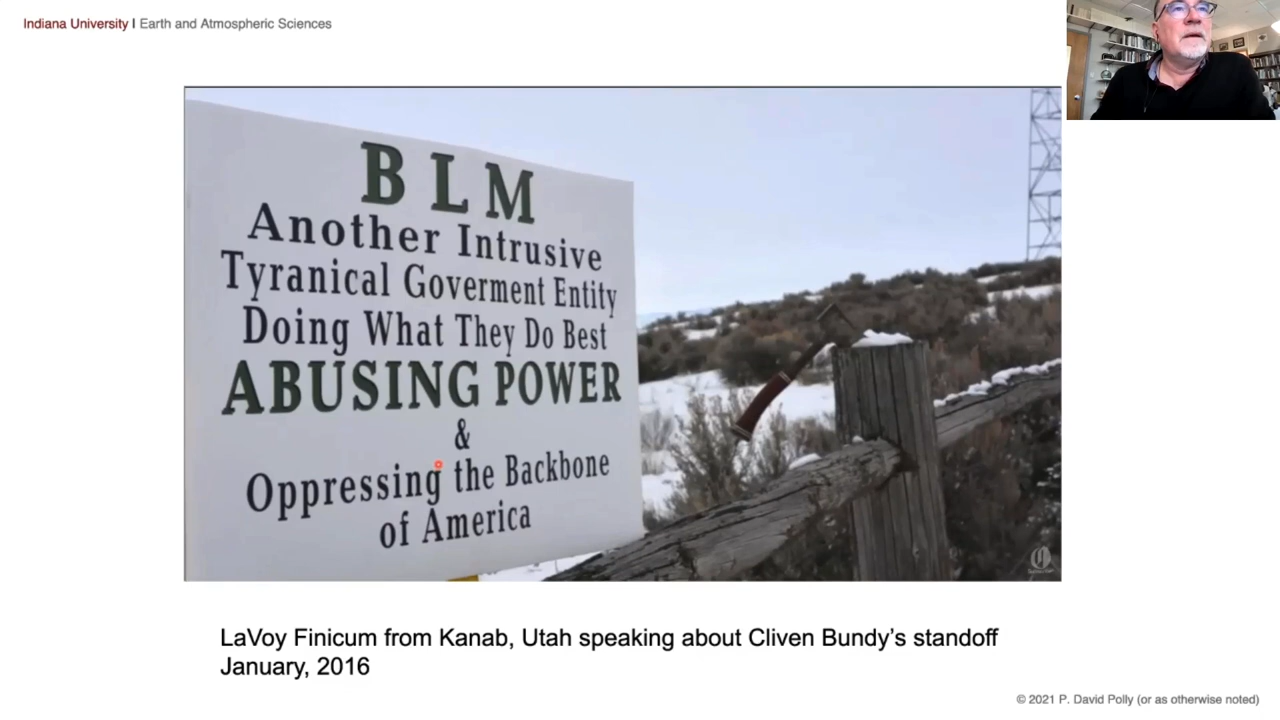 Indiana University | Earth and Atmospheric Sciences
B L M
Another Intrusive
Tyranical Goverment Entity
Doing What They Do Best
ABUSING POWER
&
Oppressing the Backbone
of America
LaVoy Finicum from Kanab, Utah speaking about Cliven Bundy’s standoff
January, 2016
© 2021 P. David Polly (or as otherwise noted)